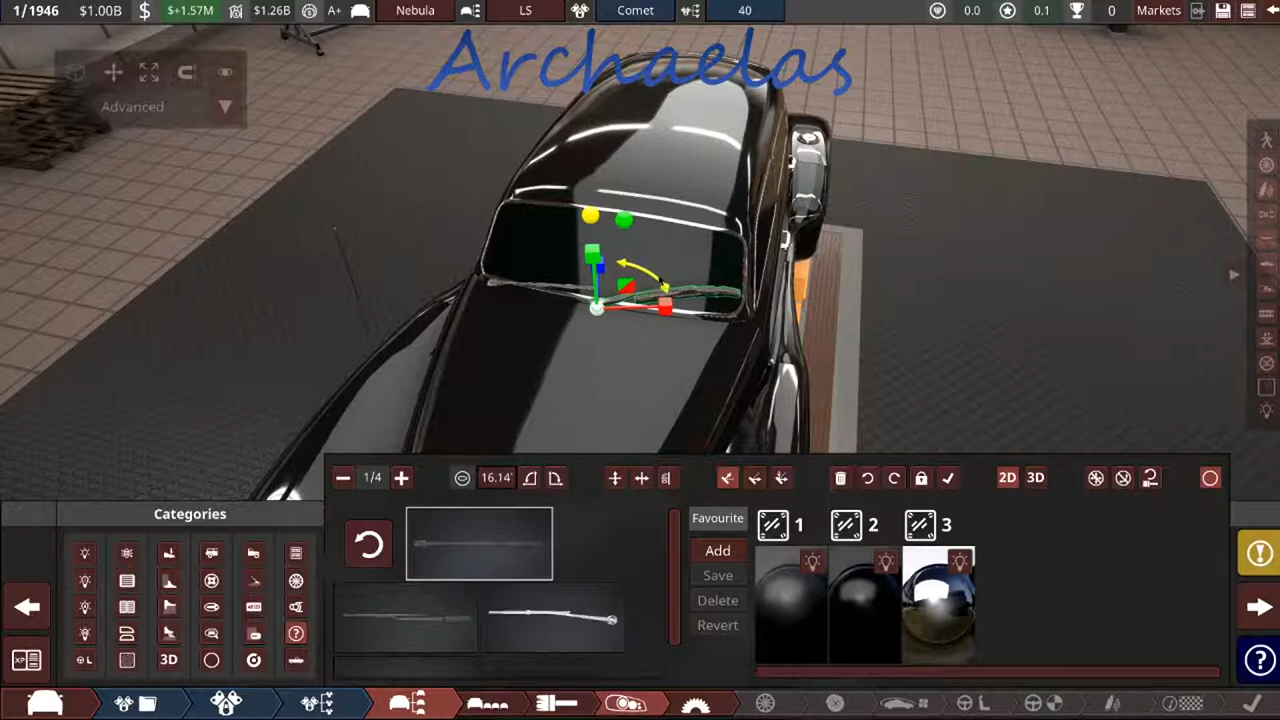 1/1946 $1.00B $+1.57M $1.26B A+ Nebula LS Comet 40 0.0 0.1 0 Markets
Archaelas
Advanced
1/4 16.14° 2D 3D
Categories
Favourite 1 2 3
Add
Save
Delete
Revert
3D
XP